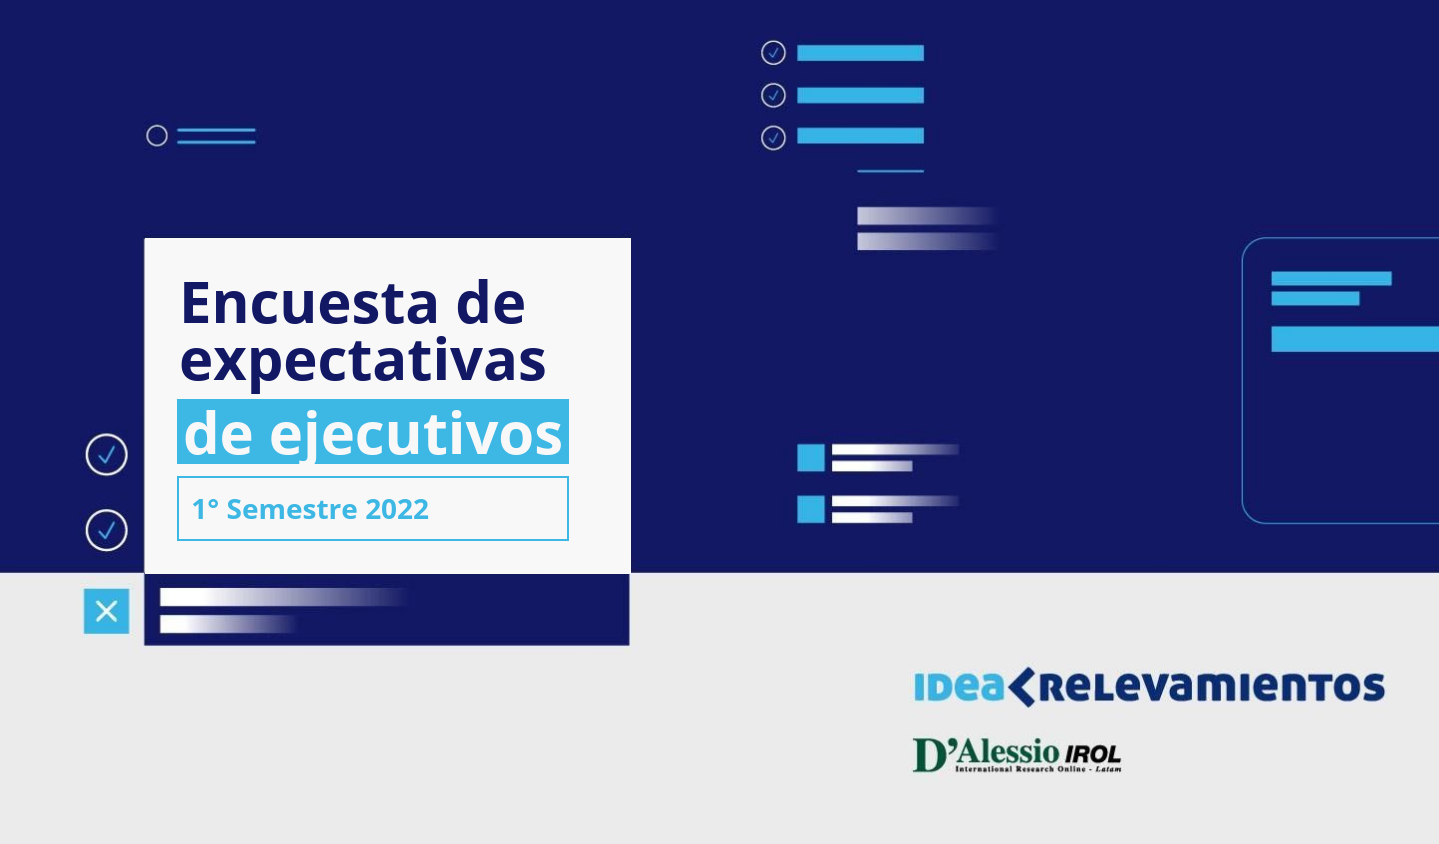 Encuesta de
expectativas
de ejecutivos
1° Semestre 2022
IDea<RELEVAMIENTOS
D'Alessio IROL
International Research Online - Latam